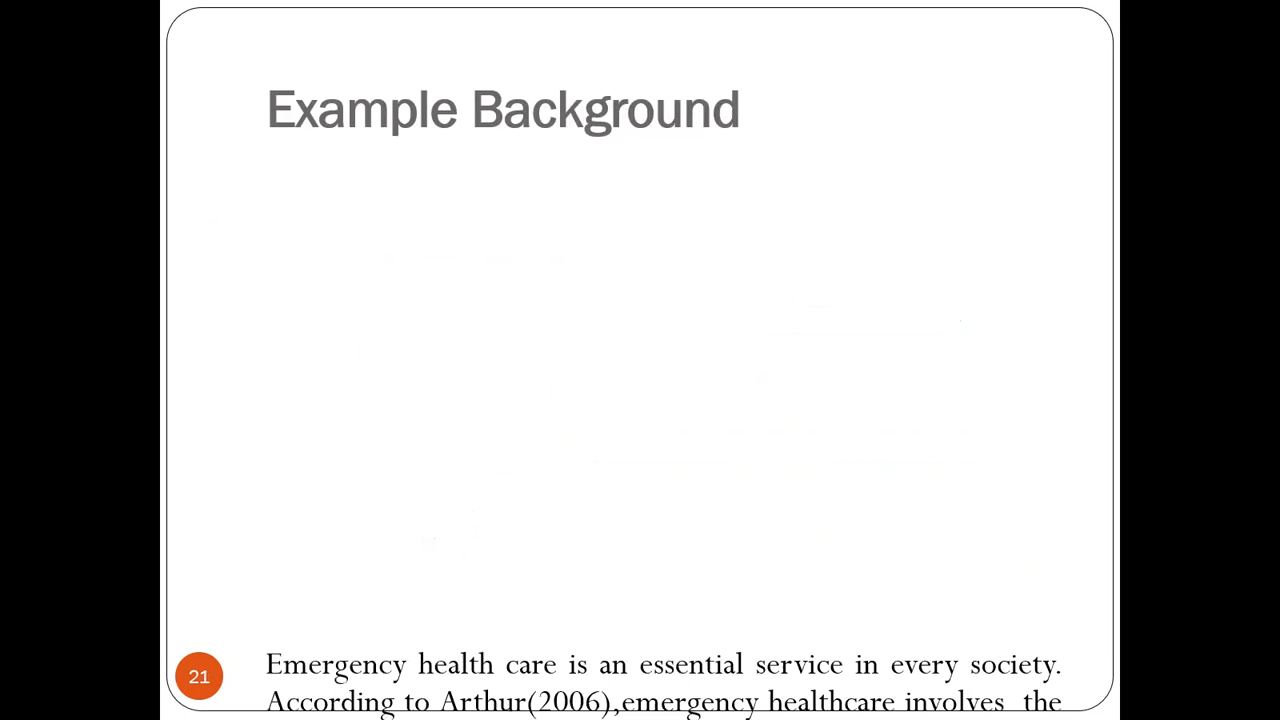 Example Background
Emergency health care is an essential service in every society.
21
According to Arthur(2006),emergency healthcare involves the